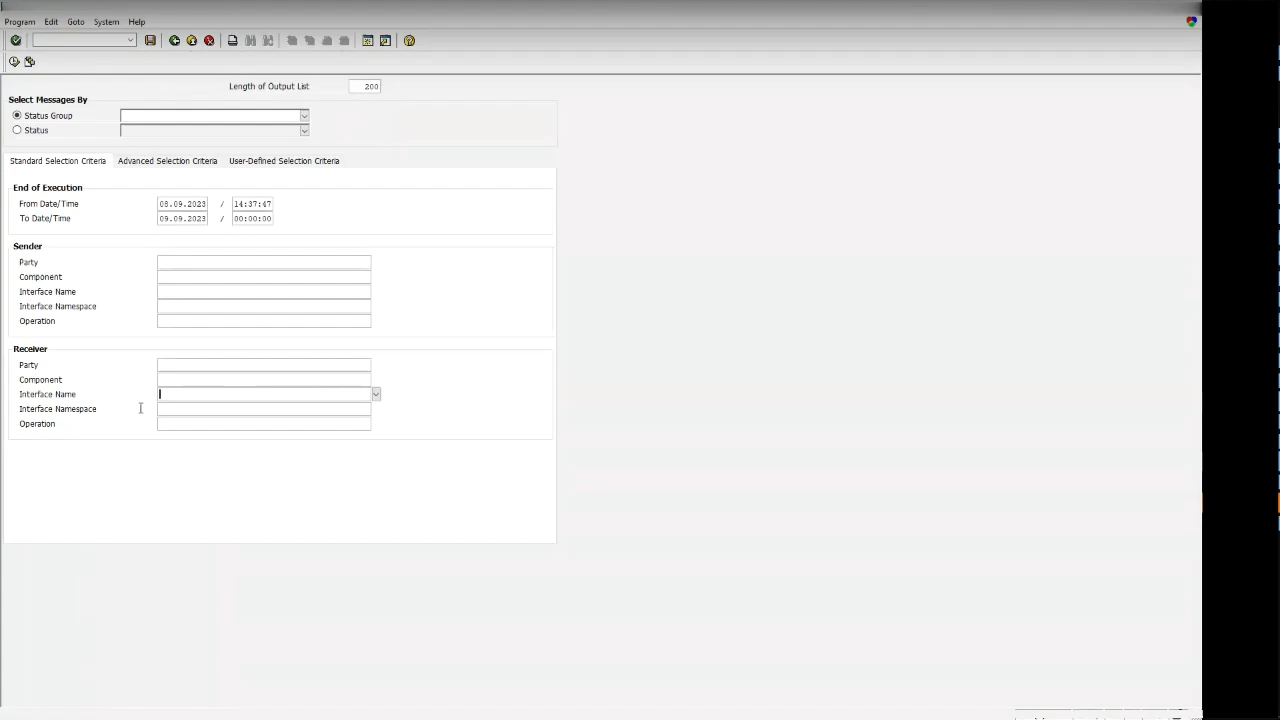 Program Edit Goto System Help
Length of Output List 200
Select Messages By
Status Group
Status
Standard Selection Criteria Advanced Selection Criteria User-Defined Selection Criteria
End of Execution
From Date/Time 08.09.2023 / 14:37:47
To Date/Time 09.09.2023 / 00:00:00
Sender
Party
Component
Interface Name
Interface Namespace
Operation
Receiver
Party
Component
Interface Name
Interface Namespace
Operation